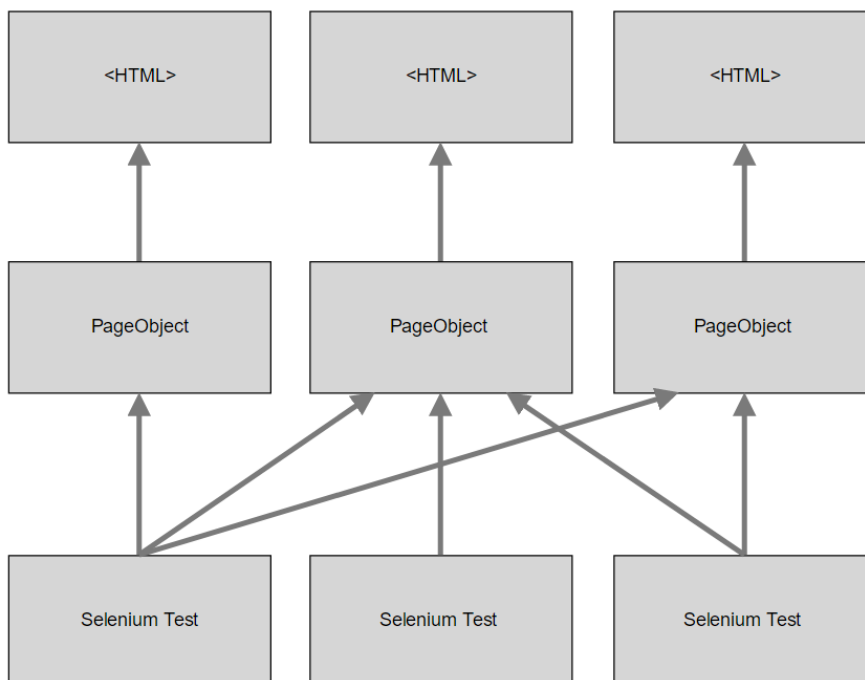 <HTML>
<HTML>
<HTML>
PageObject
PageObject
PageObject
Selenium Test
Selenium Test
Selenium Test